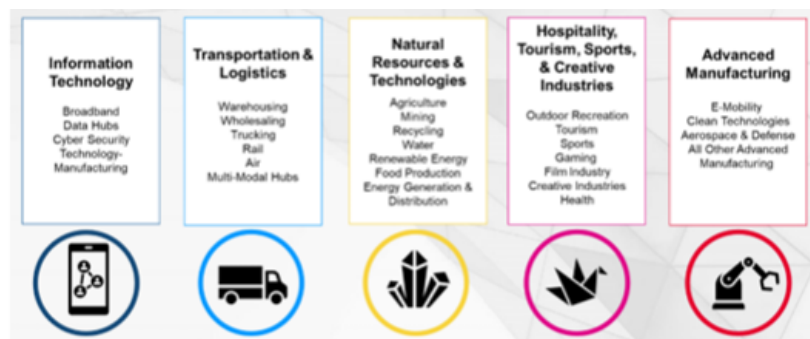 Information
Technology
Broadband
Data Hubs
Cyber Security
Technology-
Manufacturing
Transportation &
Logistics
Warehousing
Wholesaling
Trucking
Rail
Air
Multi-Modal Hubs
Natural
Resources &
Technologies
Agriculture
Mining
Recycling
Water
Renewable Energy
Food Production
Energy Generation &
Distribution
Hospitality,
Tourism, Sports,
& Creative
Industries
Outdoor Recreation
Tourism
Sports
Gaming
Film Industry
Creative Industries
Health
Advanced
Manufacturing
E-Mobility
Clean Technologies
Aerospace & Defense
All Other Advanced
Manufacturing